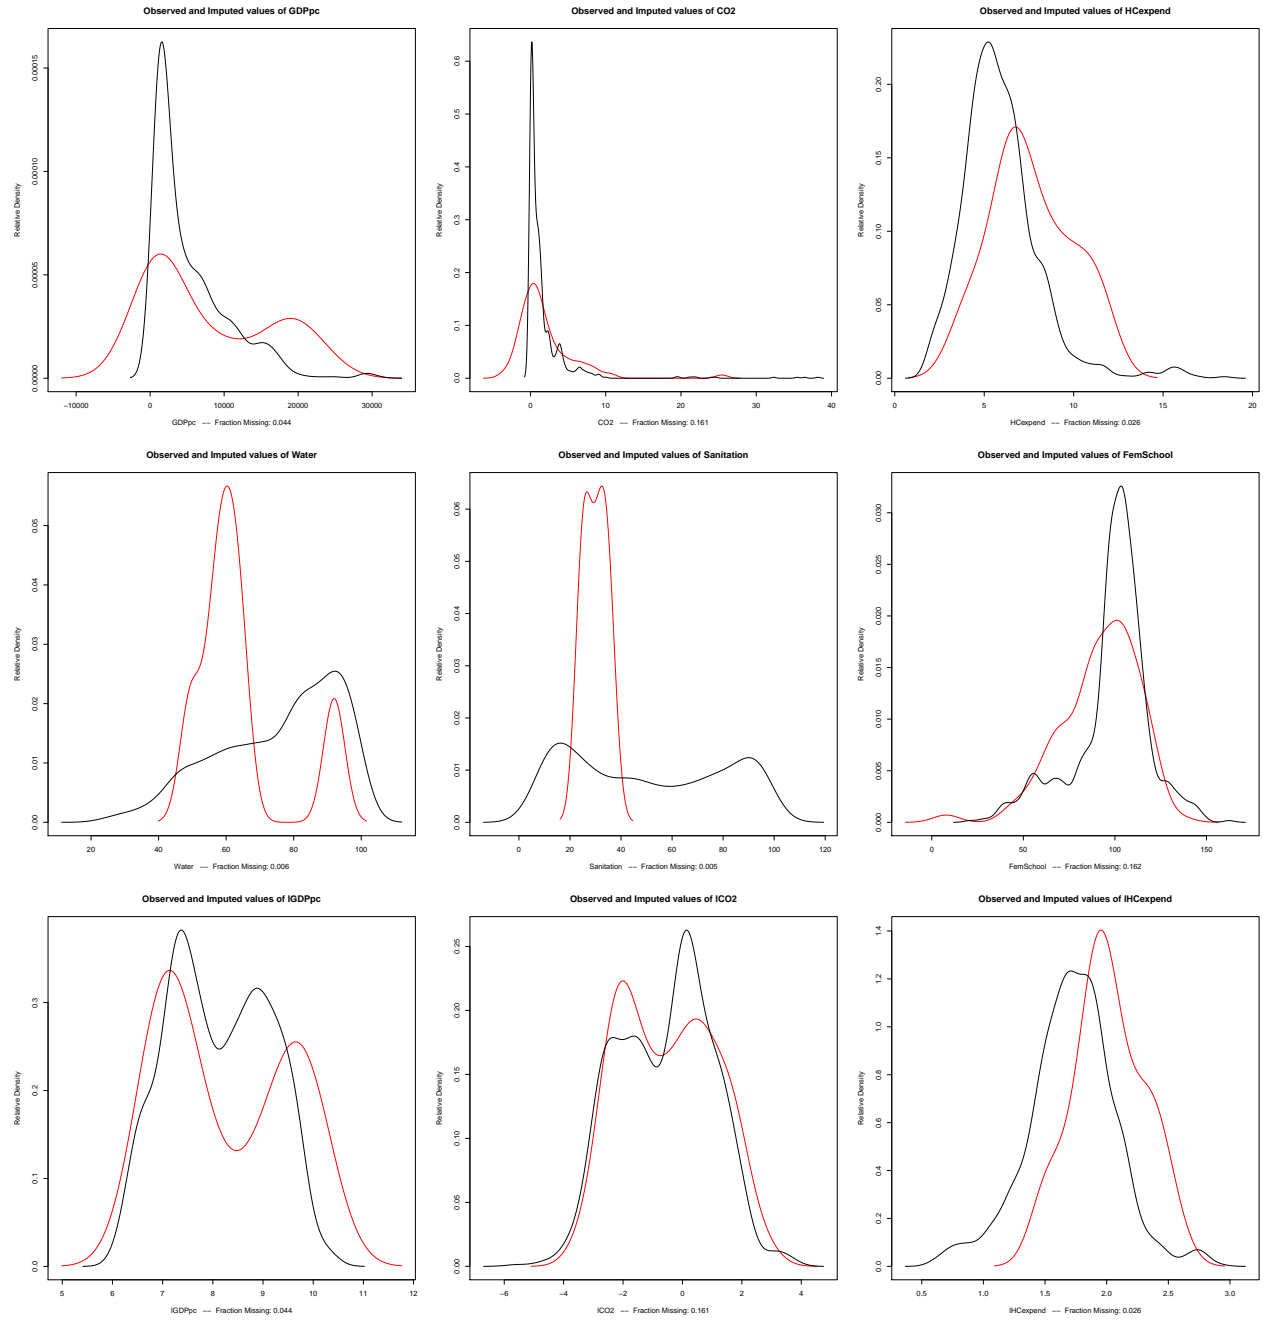 Observed and Imputed values of GDPpc
Relative Density
0.00000 0.00005 0.00010 0.00015
−10000 0 10000 20000 30000
GDPpc −− Fraction Missing: 0.044
Observed and Imputed values of CO2
Relative Density
0.0 0.1 0.2 0.3 0.4 0.5 0.6
0 10 20 30 40
CO2 −− Fraction Missing: 0.161
Observed and Imputed values of HCexpend
Relative Density
0.00 0.05 0.10 0.15 0.20
0 5 10 15 20
HCexpend −− Fraction Missing: 0.026
Observed and Imputed values of Water
Relative Density
0.00 0.01 0.02 0.03 0.04 0.05
20 40 60 80 100
Water −− Fraction Missing: 0.006
Observed and Imputed values of Sanitation
Relative Density
0.00 0.01 0.02 0.03 0.04 0.05 0.06
0 20 40 60 80 100 120
Sanitation −− Fraction Missing: 0.005
Observed and Imputed values of FemSchool
Relative Density
0.000 0.005 0.010 0.015 0.020 0.025 0.030
0 50 100 150
FemSchool −− Fraction Missing: 0.162
Observed and Imputed values of lGDPpc
Relative Density
0.0 0.1 0.2 0.3
5 6 7 8 9 10 11 12
lGDPpc −− Fraction Missing: 0.044
Observed and Imputed values of lCO2
Relative Density
0.00 0.05 0.10 0.15 0.20 0.25
−6 −4 −2 0 2 4
lCO2 −− Fraction Missing: 0.161
Observed and Imputed values of lHCexpend
Relative Density
0.0 0.2 0.4 0.6 0.8 1.0 1.2 1.4
0.5 1.0 1.5 2.0 2.5 3.0
lHCexpend −− Fraction Missing: 0.026